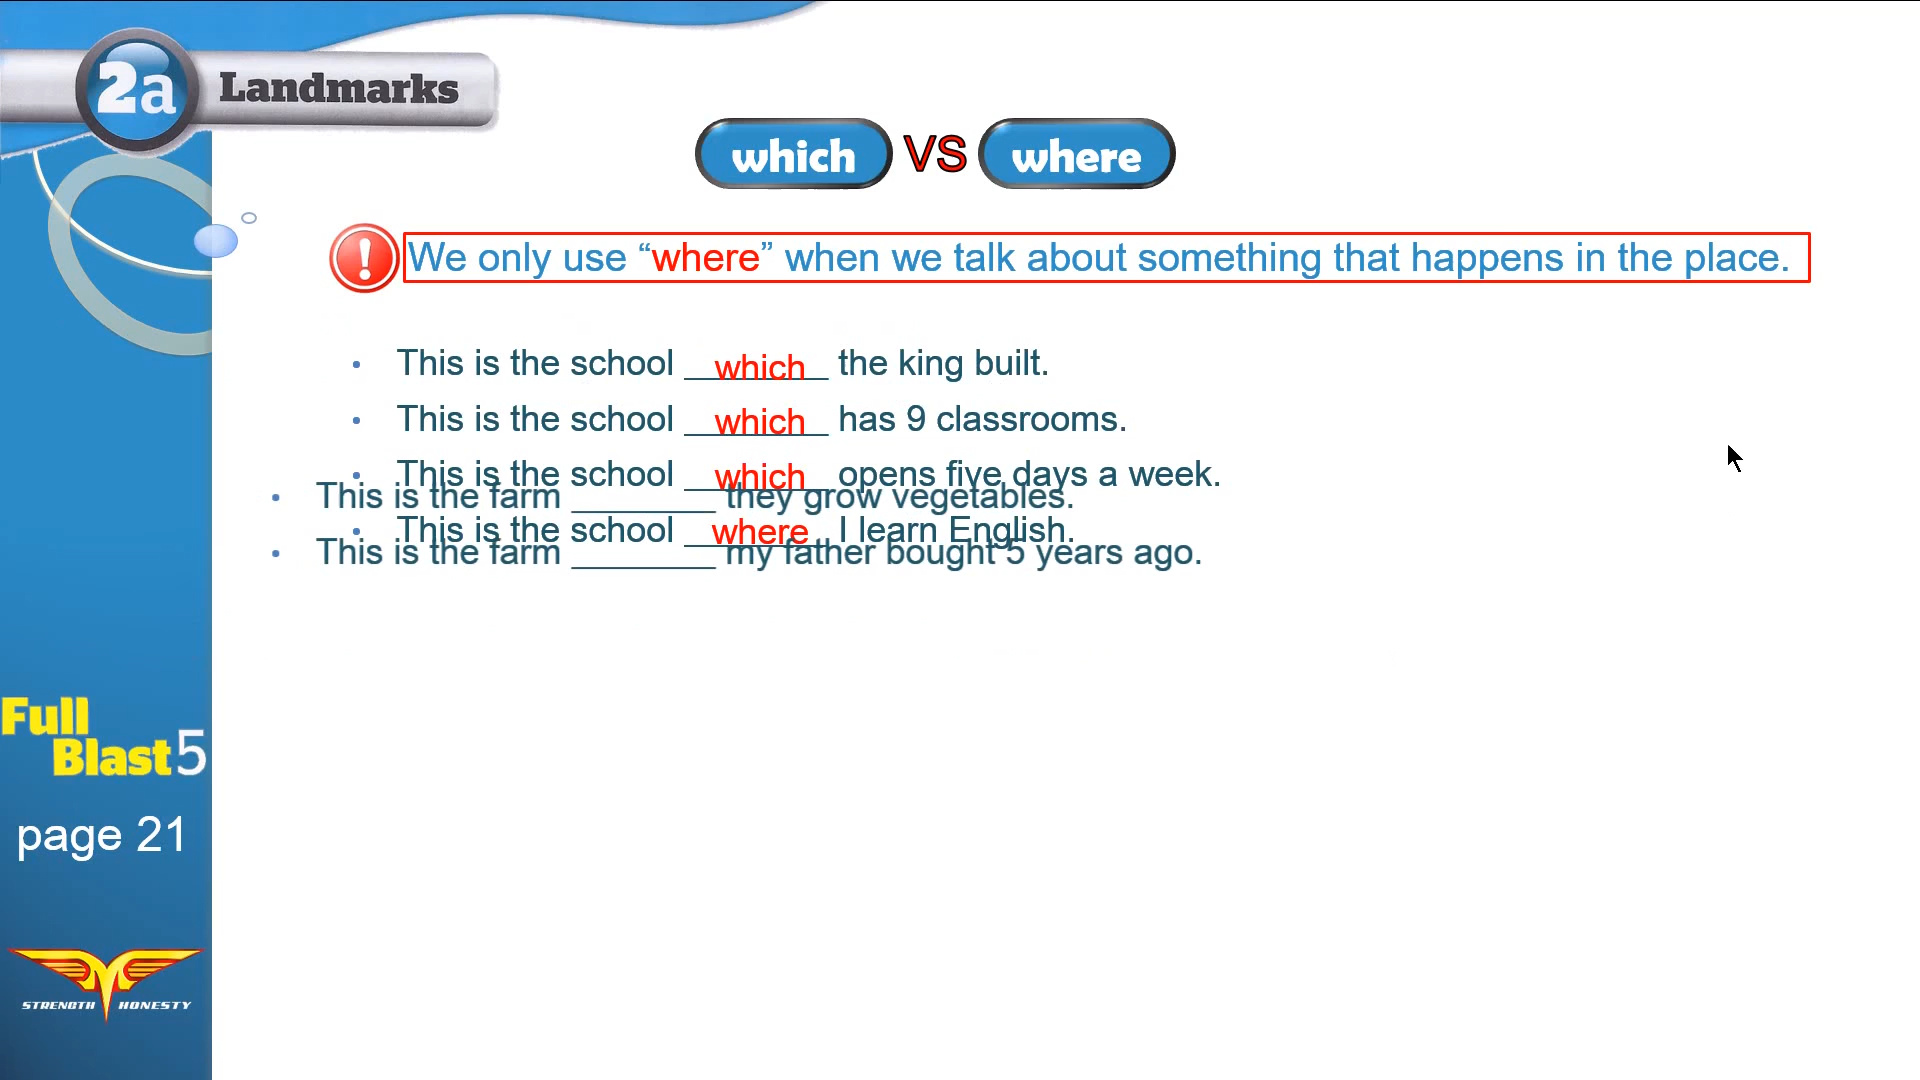 2a Landmarks
which VS where
! We only use “where” when we talk about something that happens in the place.
• This is the school which the king built.
• This is the school which has 9 classrooms.
• This is the school which opens five days a week.
• This is the farm ________ they grow vegetables.
• This is the school where I learn English.
• This is the farm ________ my father bought 5 years ago.
Full
Blast 5
page 21
STRENGTH HONESTY